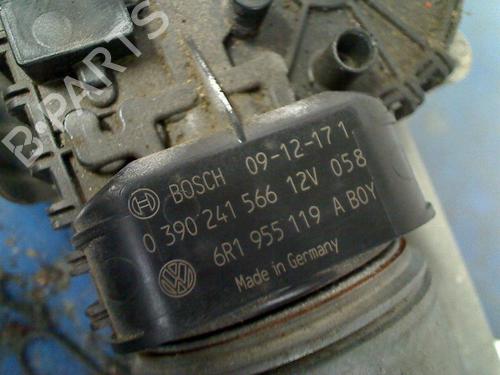 B·PARTS
BOSCH 09-12-17 1
0 390 241 566 12V 058
6R1 955 119 A BOY
Made in Germany